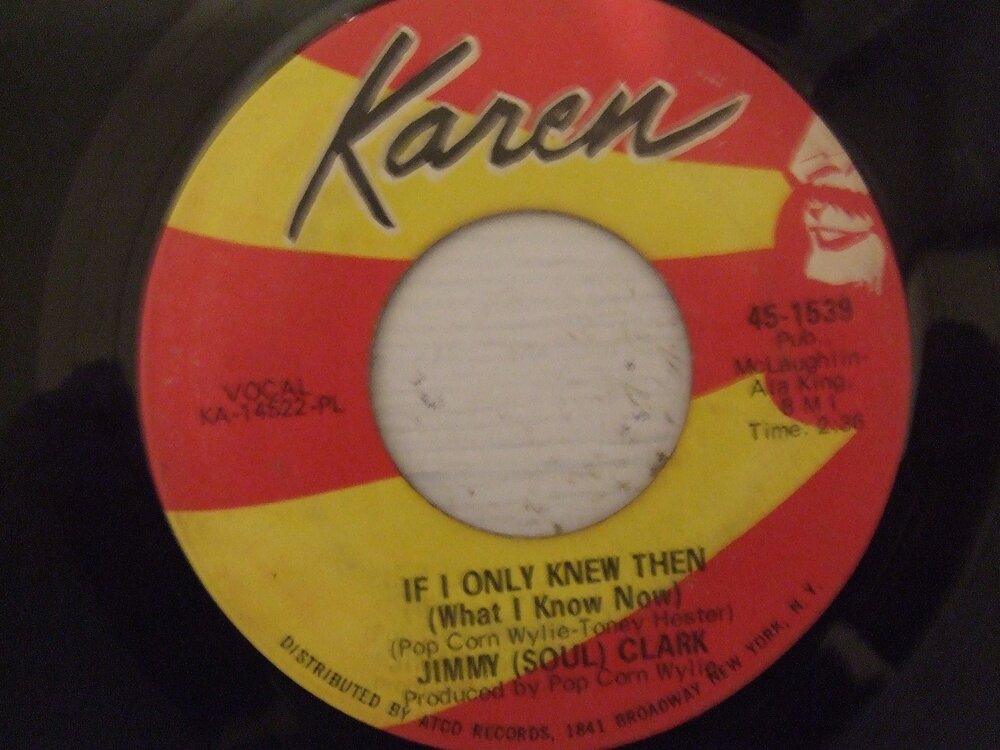 Karen
45-1539
Pub.,
McLaughlin-
Ala King,
B M I
Time: 2:36
VOCAL
KA-14522-PL
IF I ONLY KNEW THEN
(What I Know Now)
(Pop Corn Wylie-Toney Hester)
JIMMY (SOUL) CLARK
Produced by Pop Corn Wylie
DISTRIBUTED BY ATCO RECORDS, 1841 BROADWAY NEW YORK, N.Y.